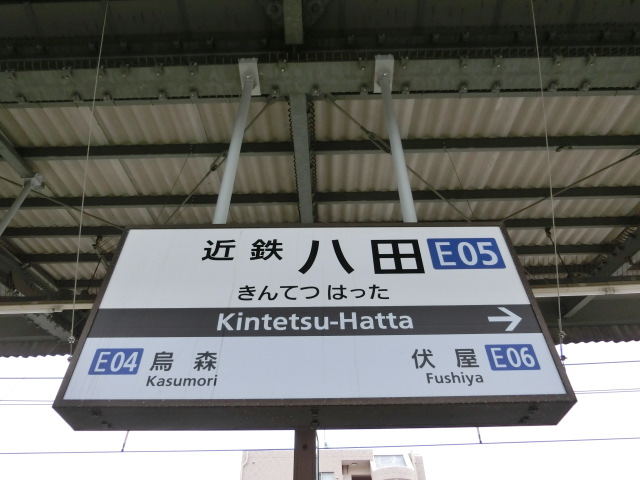 近鉄八田 E05
きんてつ はった
Kintetsu-Hatta →
E04 烏森 伏屋 E06
Kasumori Fushiya